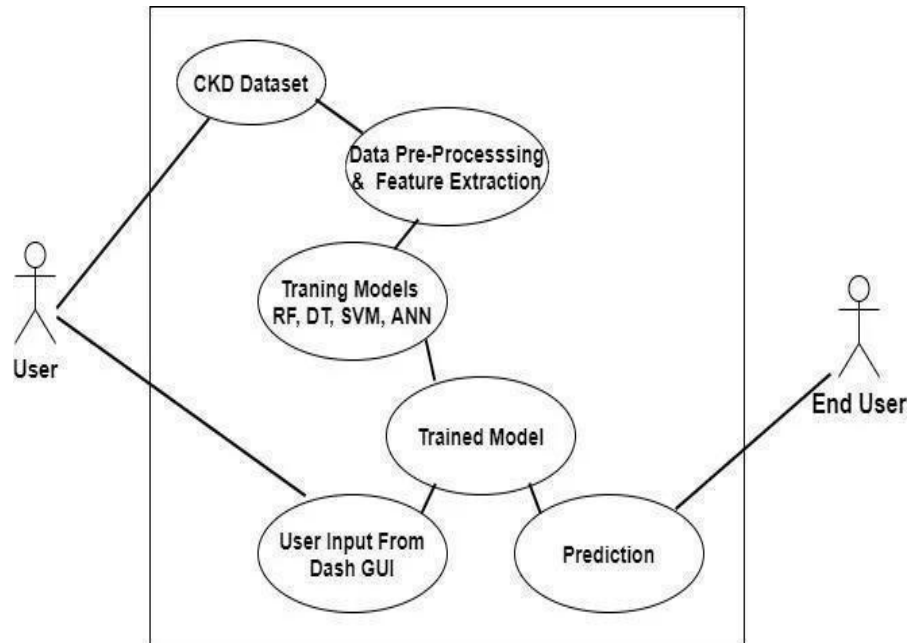 CKD Dataset
Data Pre-Processsing
& Feature Extraction
Traning Models
RF, DT, SVM, ANN
User
End User
Trained Model
User Input From
Dash GUI
Prediction